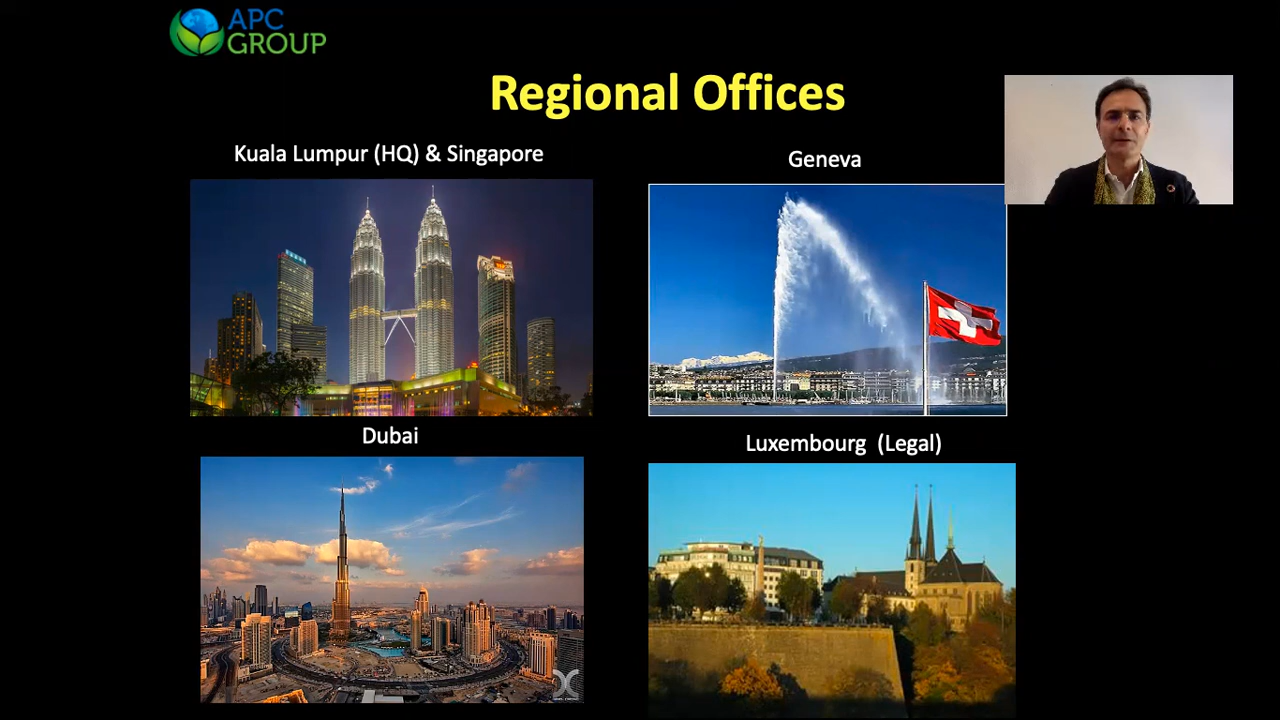 APC
GROUP
Regional Offices
Kuala Lumpur (HQ) & Singapore
Geneva
Dubai
Luxembourg (Legal)